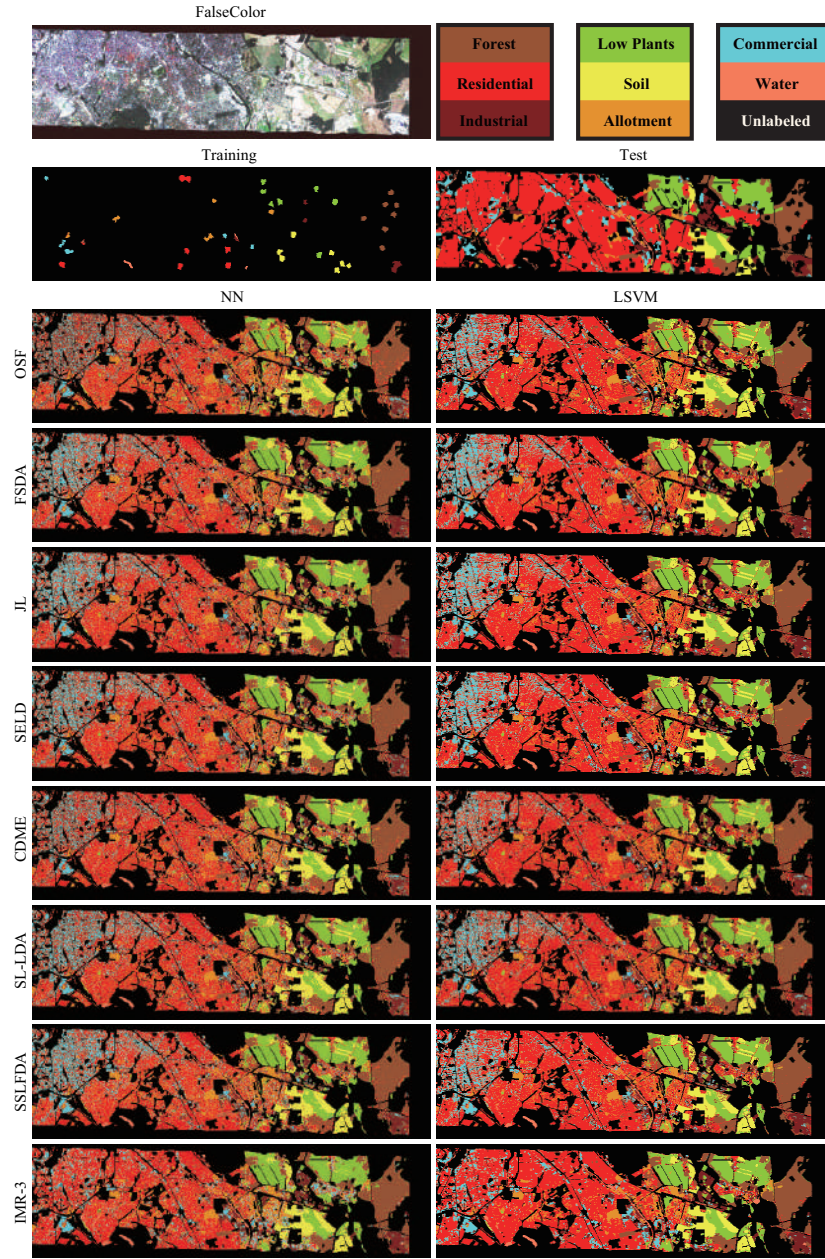 FalseColor
Forest Low Plants Commercial
Residential Soil Water
Industrial Allotment Unlabeled
Training Test
NN LSVM
OSF
FSDA
JL
SELD
CDME
SL-LDA
SSLFDA
IMR-3